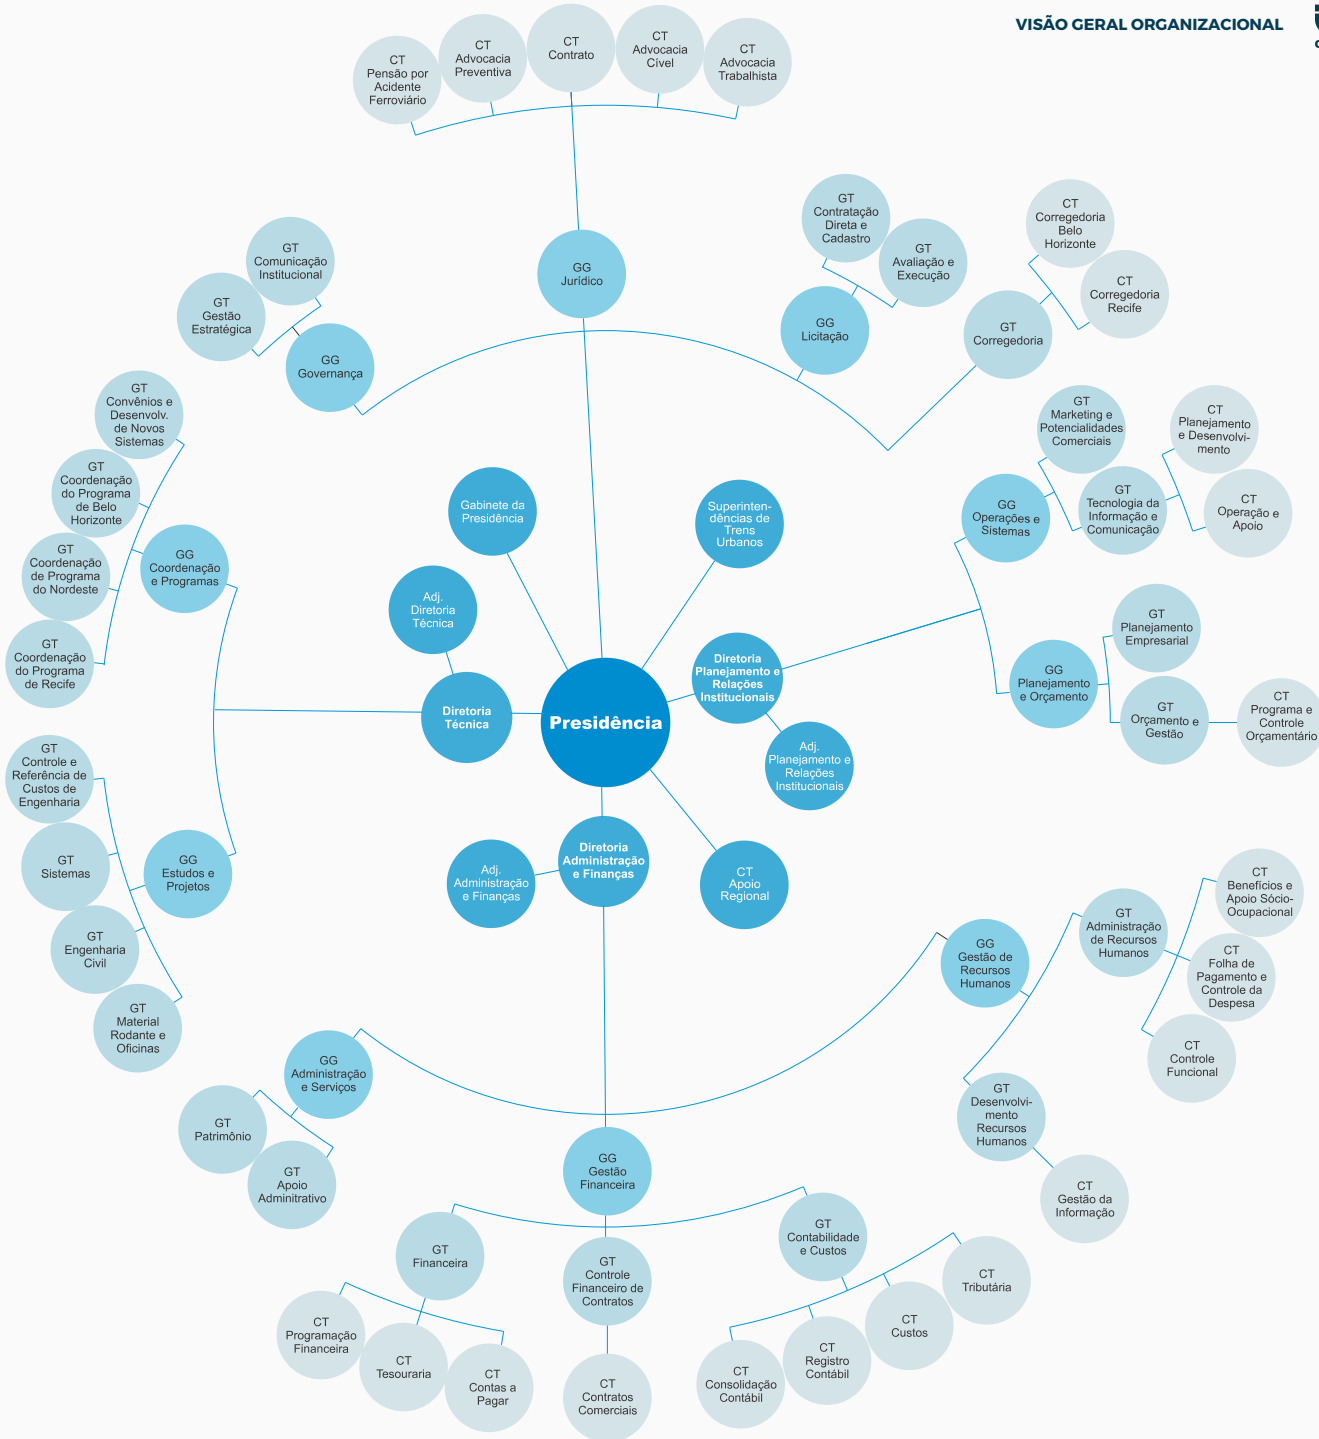 VISÃO GERAL ORGANIZACIONAL
CT
Pensão por
Acidente
Ferroviário
CT
Advocacia
Preventiva
CT
Contrato
CT
Advocacia
Cível
CT
Advocacia
Trabalhista
GG
Jurídico
GT
Comunicação
Institucional
GT
Gestão
Estratégica
GG
Governança
GT
Contratação
Direta e
Cadastro
GT
Avaliação e
Execução
GG
Licitação
CT
Corregedoria
Belo
Horizonte
CT
Corregedoria
Recife
GT
Corregedoria
GT
Convênios e
Desenvolv.
de Novos
Sistemas
GT
Coordenação
do Programa
de Belo
Horizonte
GT
Coordenação
de Programa
do Nordeste
GT
Coordenação
do Programa
de Recife
GG
Coordenação
e Programas
Gabinete da
Presidência
Superinten-
dências de
Trens
Urbanos
Adj.
Diretoria
Técnica
Diretoria
Técnica
Presidência
Diretoria
Planejamento e
Relações
Institucionais
Adj.
Planejamento e
Relações
Institucionais
GT
Marketing e
Potencialidades
Comerciais
GG
Operações e
Sistemas
GT
Tecnologia da
Informação e
Comunicação
CT
Planejamento
e Desenvolvi-
mento
CT
Operação e
Apoio
GG
Planejamento
e Orçamento
GT
Planejamento
Empresarial
GT
Orçamento e
Gestão
CT
Programa e
Controle
Orçamentário
GT
Controle e
Referência de
Custos de
Engenharia
GT
Sistemas
GT
Engenharia
Civil
GT
Material
Rodante e
Oficinas
GG
Estudos e
Projetos
Diretoria
Administração
e Finanças
Adj.
Administração
e Finanças
CT
Apoio
Regional
GG
Gestão de
Recursos
Humanos
GT
Administração
de Recursos
Humanos
CT
Benefícios e
Apoio Sócio-
Ocupacional
CT
Folha de
Pagamento e
Controle da
Despesa
CT
Controle
Funcional
GT
Desenvolvi-
mento
Recursos
Humanos
CT
Gestão da
Informação
GG
Administração
e Serviços
GT
Patrimônio
GT
Apoio
Adminitrativo
GG
Gestão
Financeira
GT
Financeira
GT
Controle
Financeiro de
Contratos
GT
Contabilidade
e Custos
CT
Programação
Financeira
CT
Tesouraria
CT
Contas a
Pagar
CT
Contratos
Comerciais
CT
Consolidação
Contábil
CT
Registro
Contábil
CT
Custos
CT
Tributária